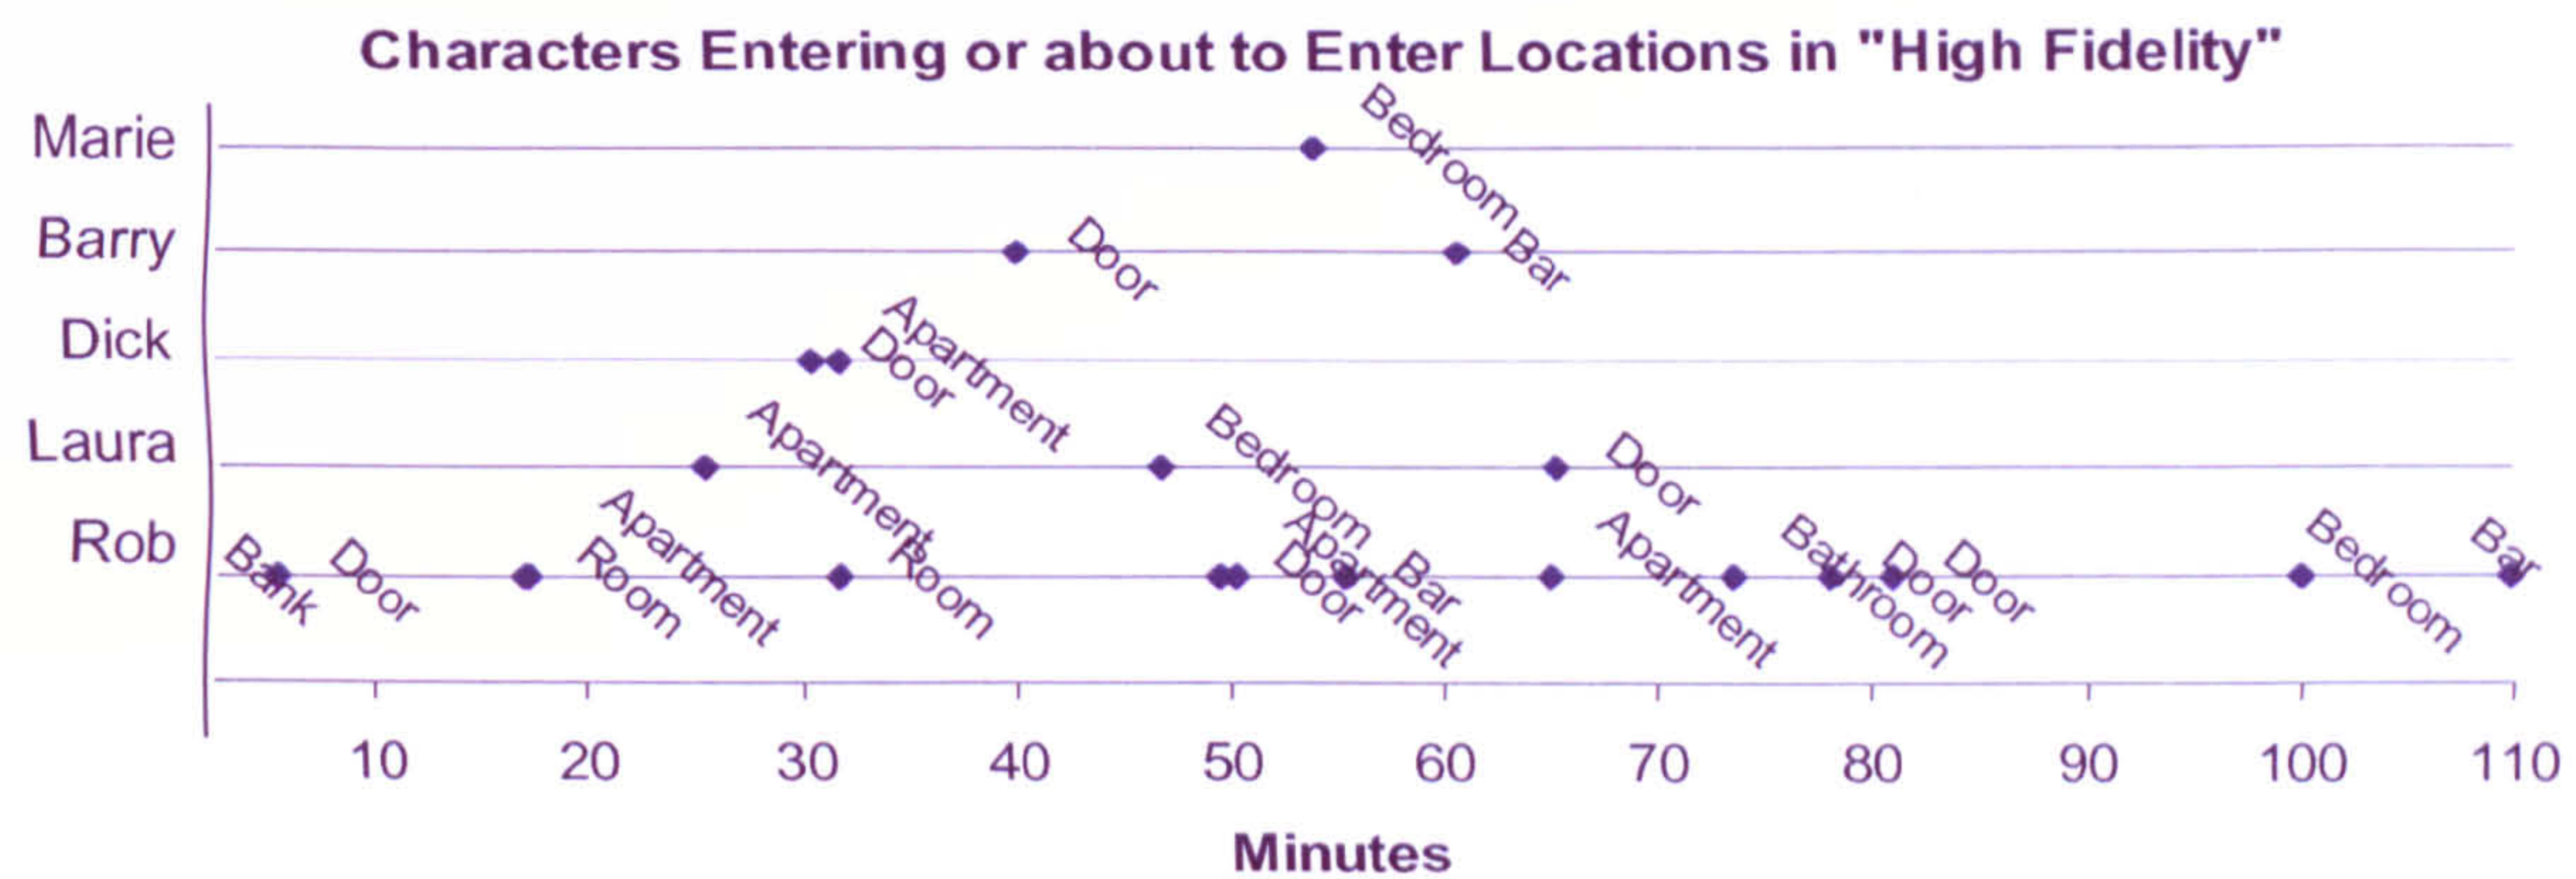 Characters Entering or about to Enter Locations in "High Fidelity"
Marie
Bedroom
Barry
Door
Bar
Dick
Door
Apartment
Laura
Apartment
Bedroom
Door
Rob
Bank
Door
Room
Apartment
Room
Door
Apartment
Bar
Apartment
Bathroom
Door
Door
Bedroom
Bar
10 20 30 40 50 60 70 80 90 100 110
Minutes